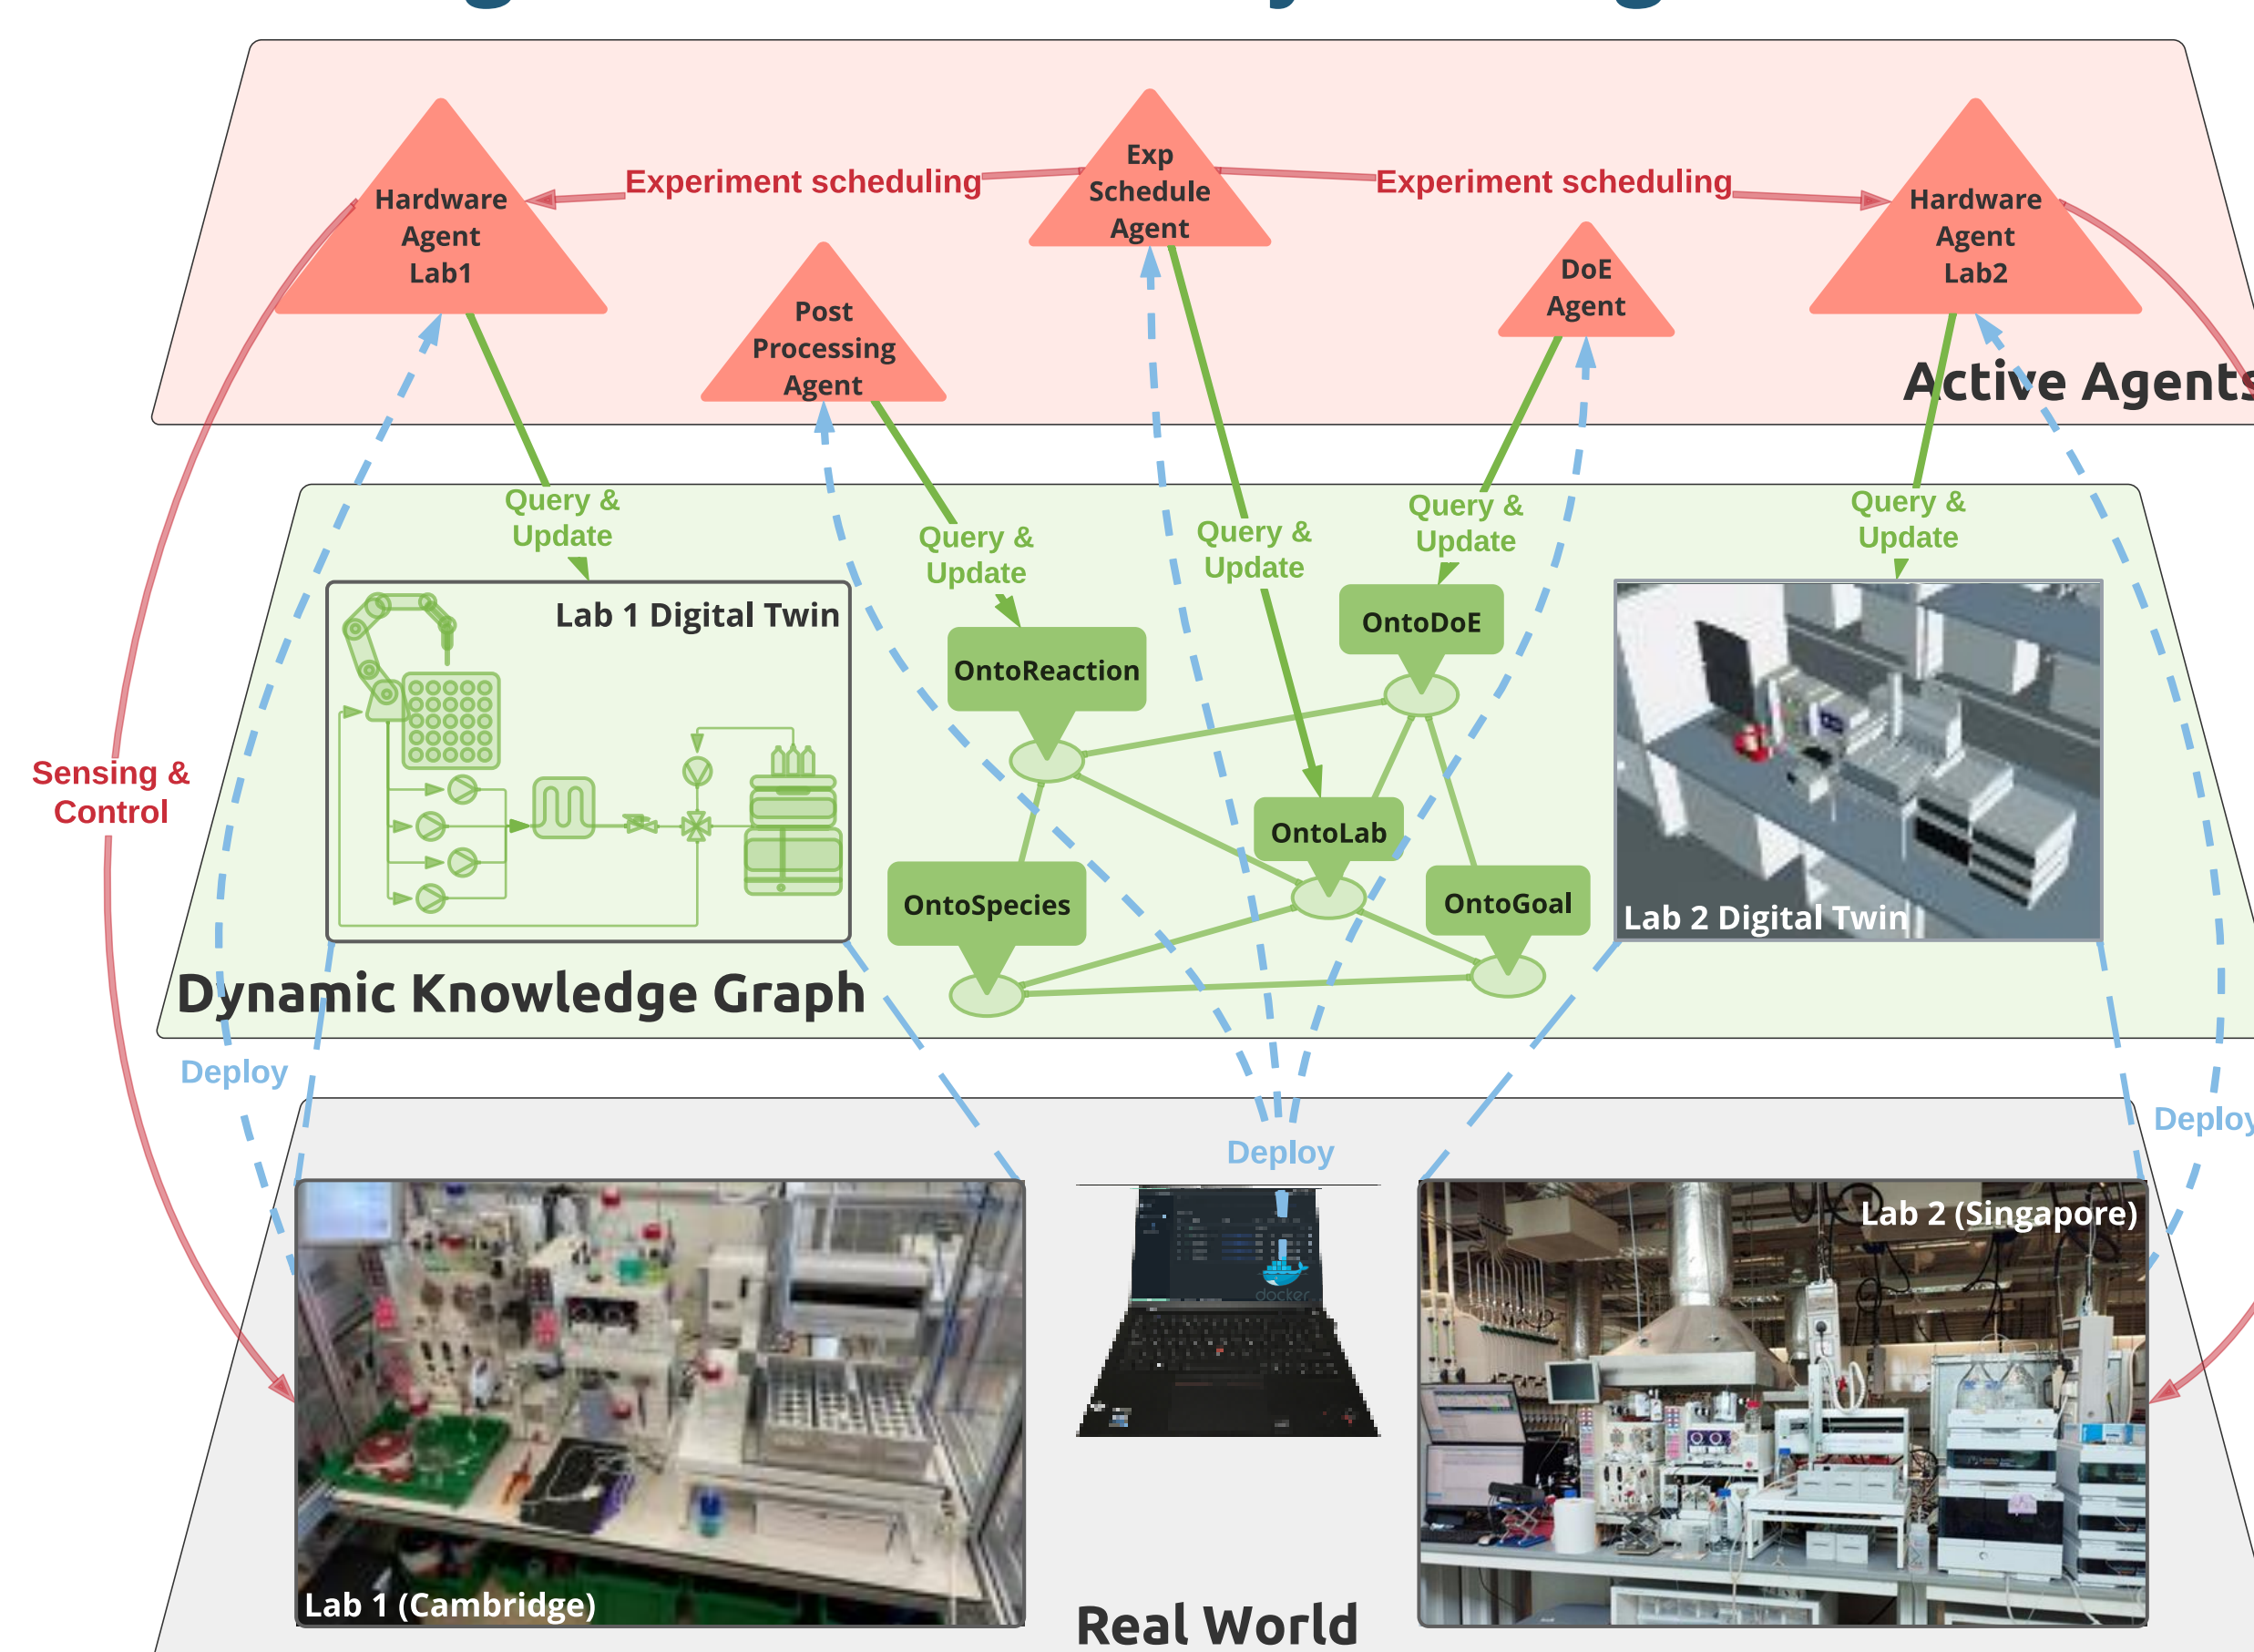 Exp
Schedule
Agent
Experiment scheduling
Experiment scheduling
Hardware
Agent
Lab1
Hardware
Agent
Lab2
DoE
Agent
Post
Processing
Agent
Active Agents
Query &
Update
Query &
Update
Query &
Update
Query &
Update
Query &
Update
Lab 1 Digital Twin
OntoReaction
OntoDoE
OntoLab
OntoSpecies
OntoGoal
Lab 2 Digital Twin
Sensing &
Control
Dynamic Knowledge Graph
Deploy
Deploy
Deploy
Lab 2 (Singapore)
docker
Lab 1 (Cambridge)
Real World